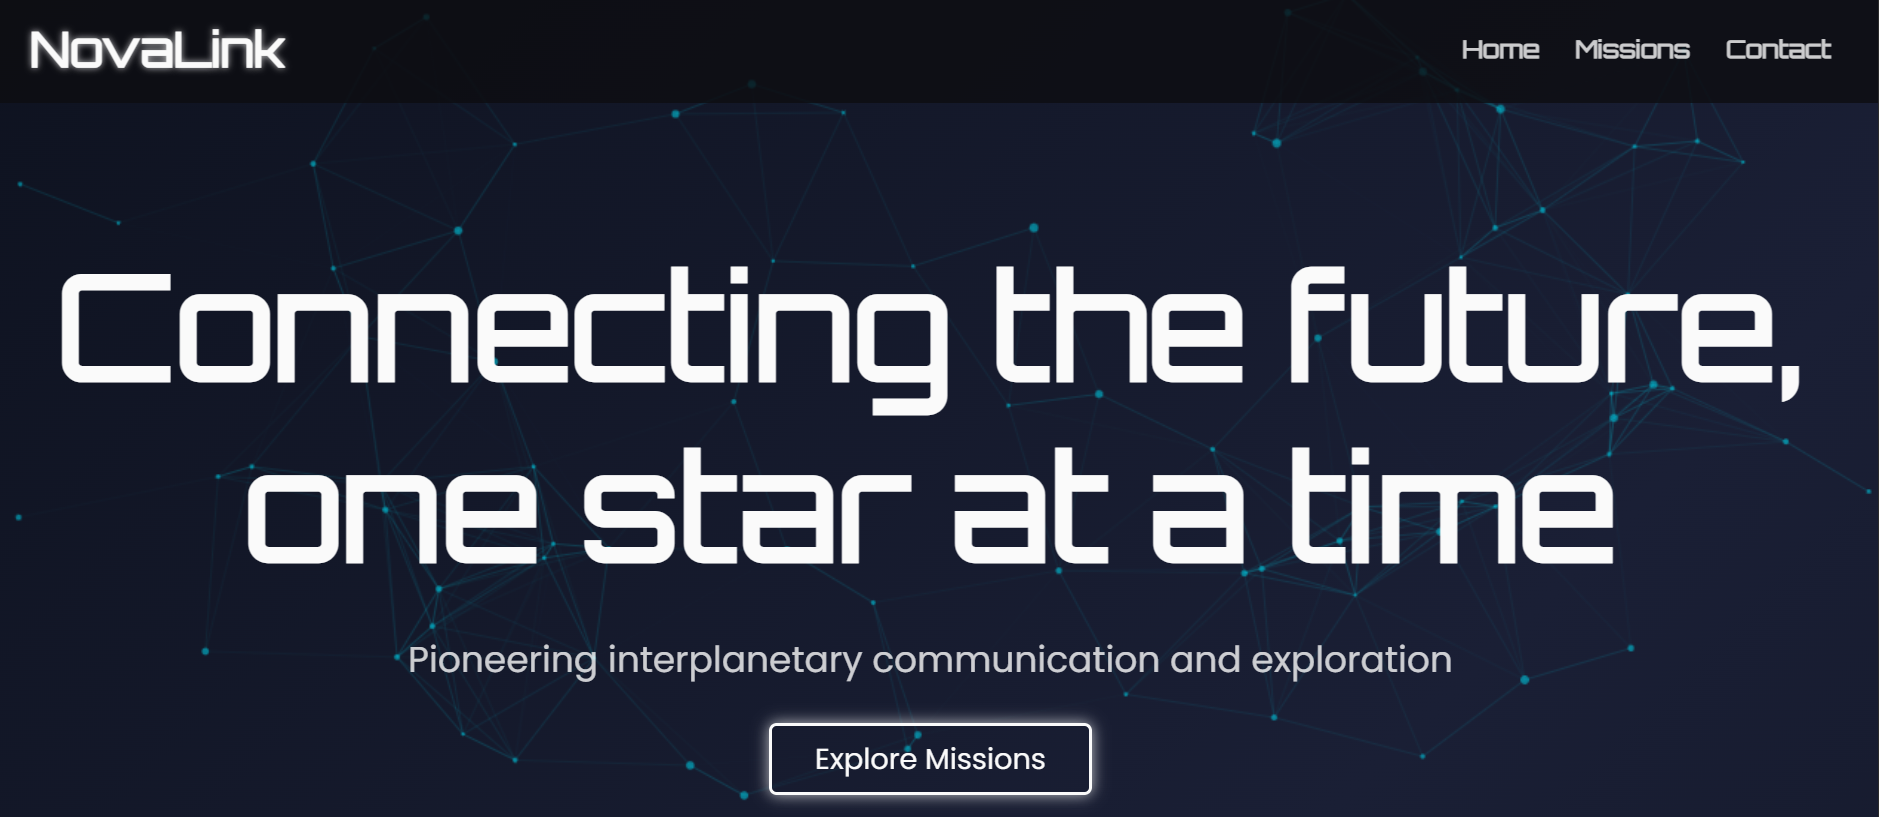 NovaLink
Home Missions Contact
Connecting the future,
one star at a time
Pioneering interplanetary communication and exploration
Explore Missions